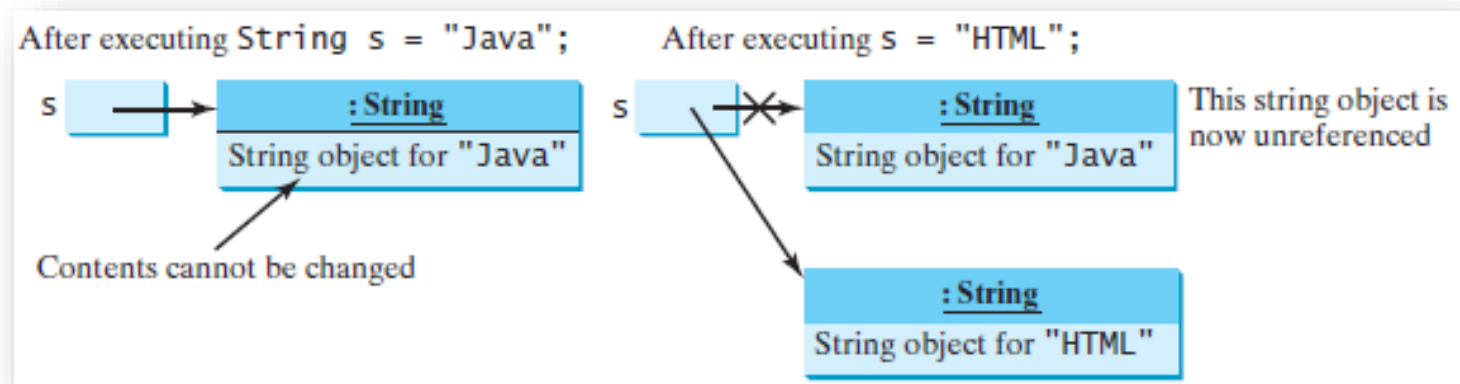 After executing String s = "Java";
After executing s = "HTML";
s
: String
String object for "Java"
Contents cannot be changed
s
: String
String object for "Java"
This string object is
now unreferenced
: String
String object for "HTML"